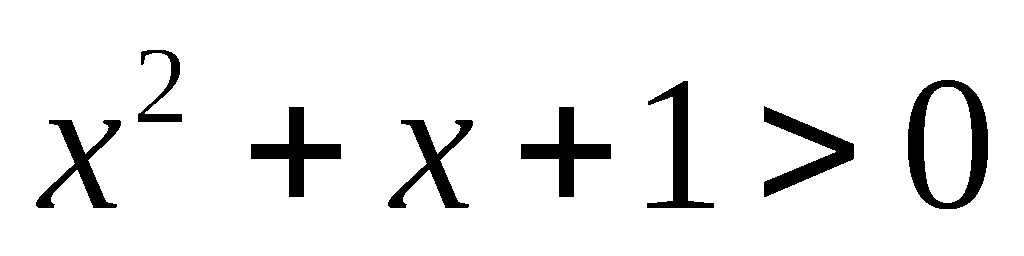 x² + x + 1 > 0